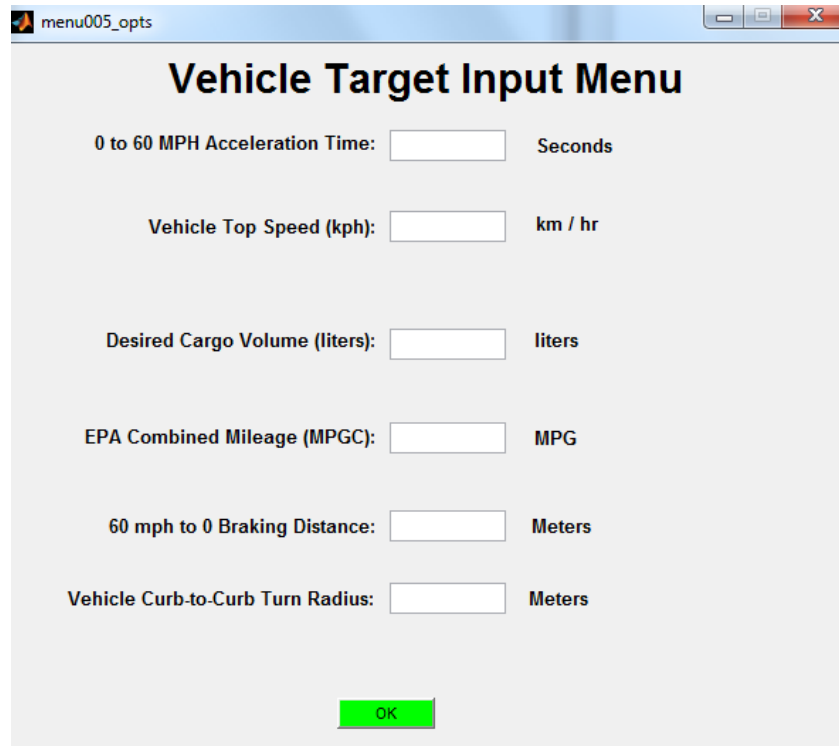 menu005_opts
Vehicle Target Input Menu
0 to 60 MPH Acceleration Time: Seconds
Vehicle Top Speed (kph): km / hr
Desired Cargo Volume (liters): liters
EPA Combined Mileage (MPGC): MPG
60 mph to 0 Braking Distance: Meters
Vehicle Curb-to-Curb Turn Radius: Meters
OK